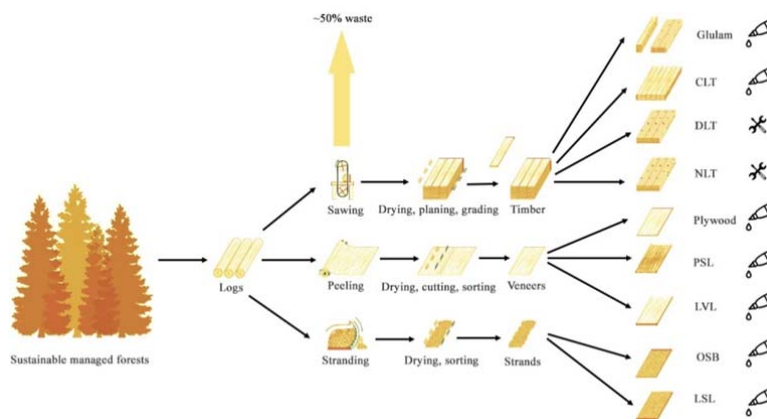 ~50% waste
Glulam
CLT
DLT
NLT
Sawing
Drying, planing, grading
Timber
Plywood
PSL
Logs
Peeling
Drying, cutting, sorting
Veneers
LVL
Sustainable managed forests
Stranding
Drying, sorting
Strands
OSB
LSL